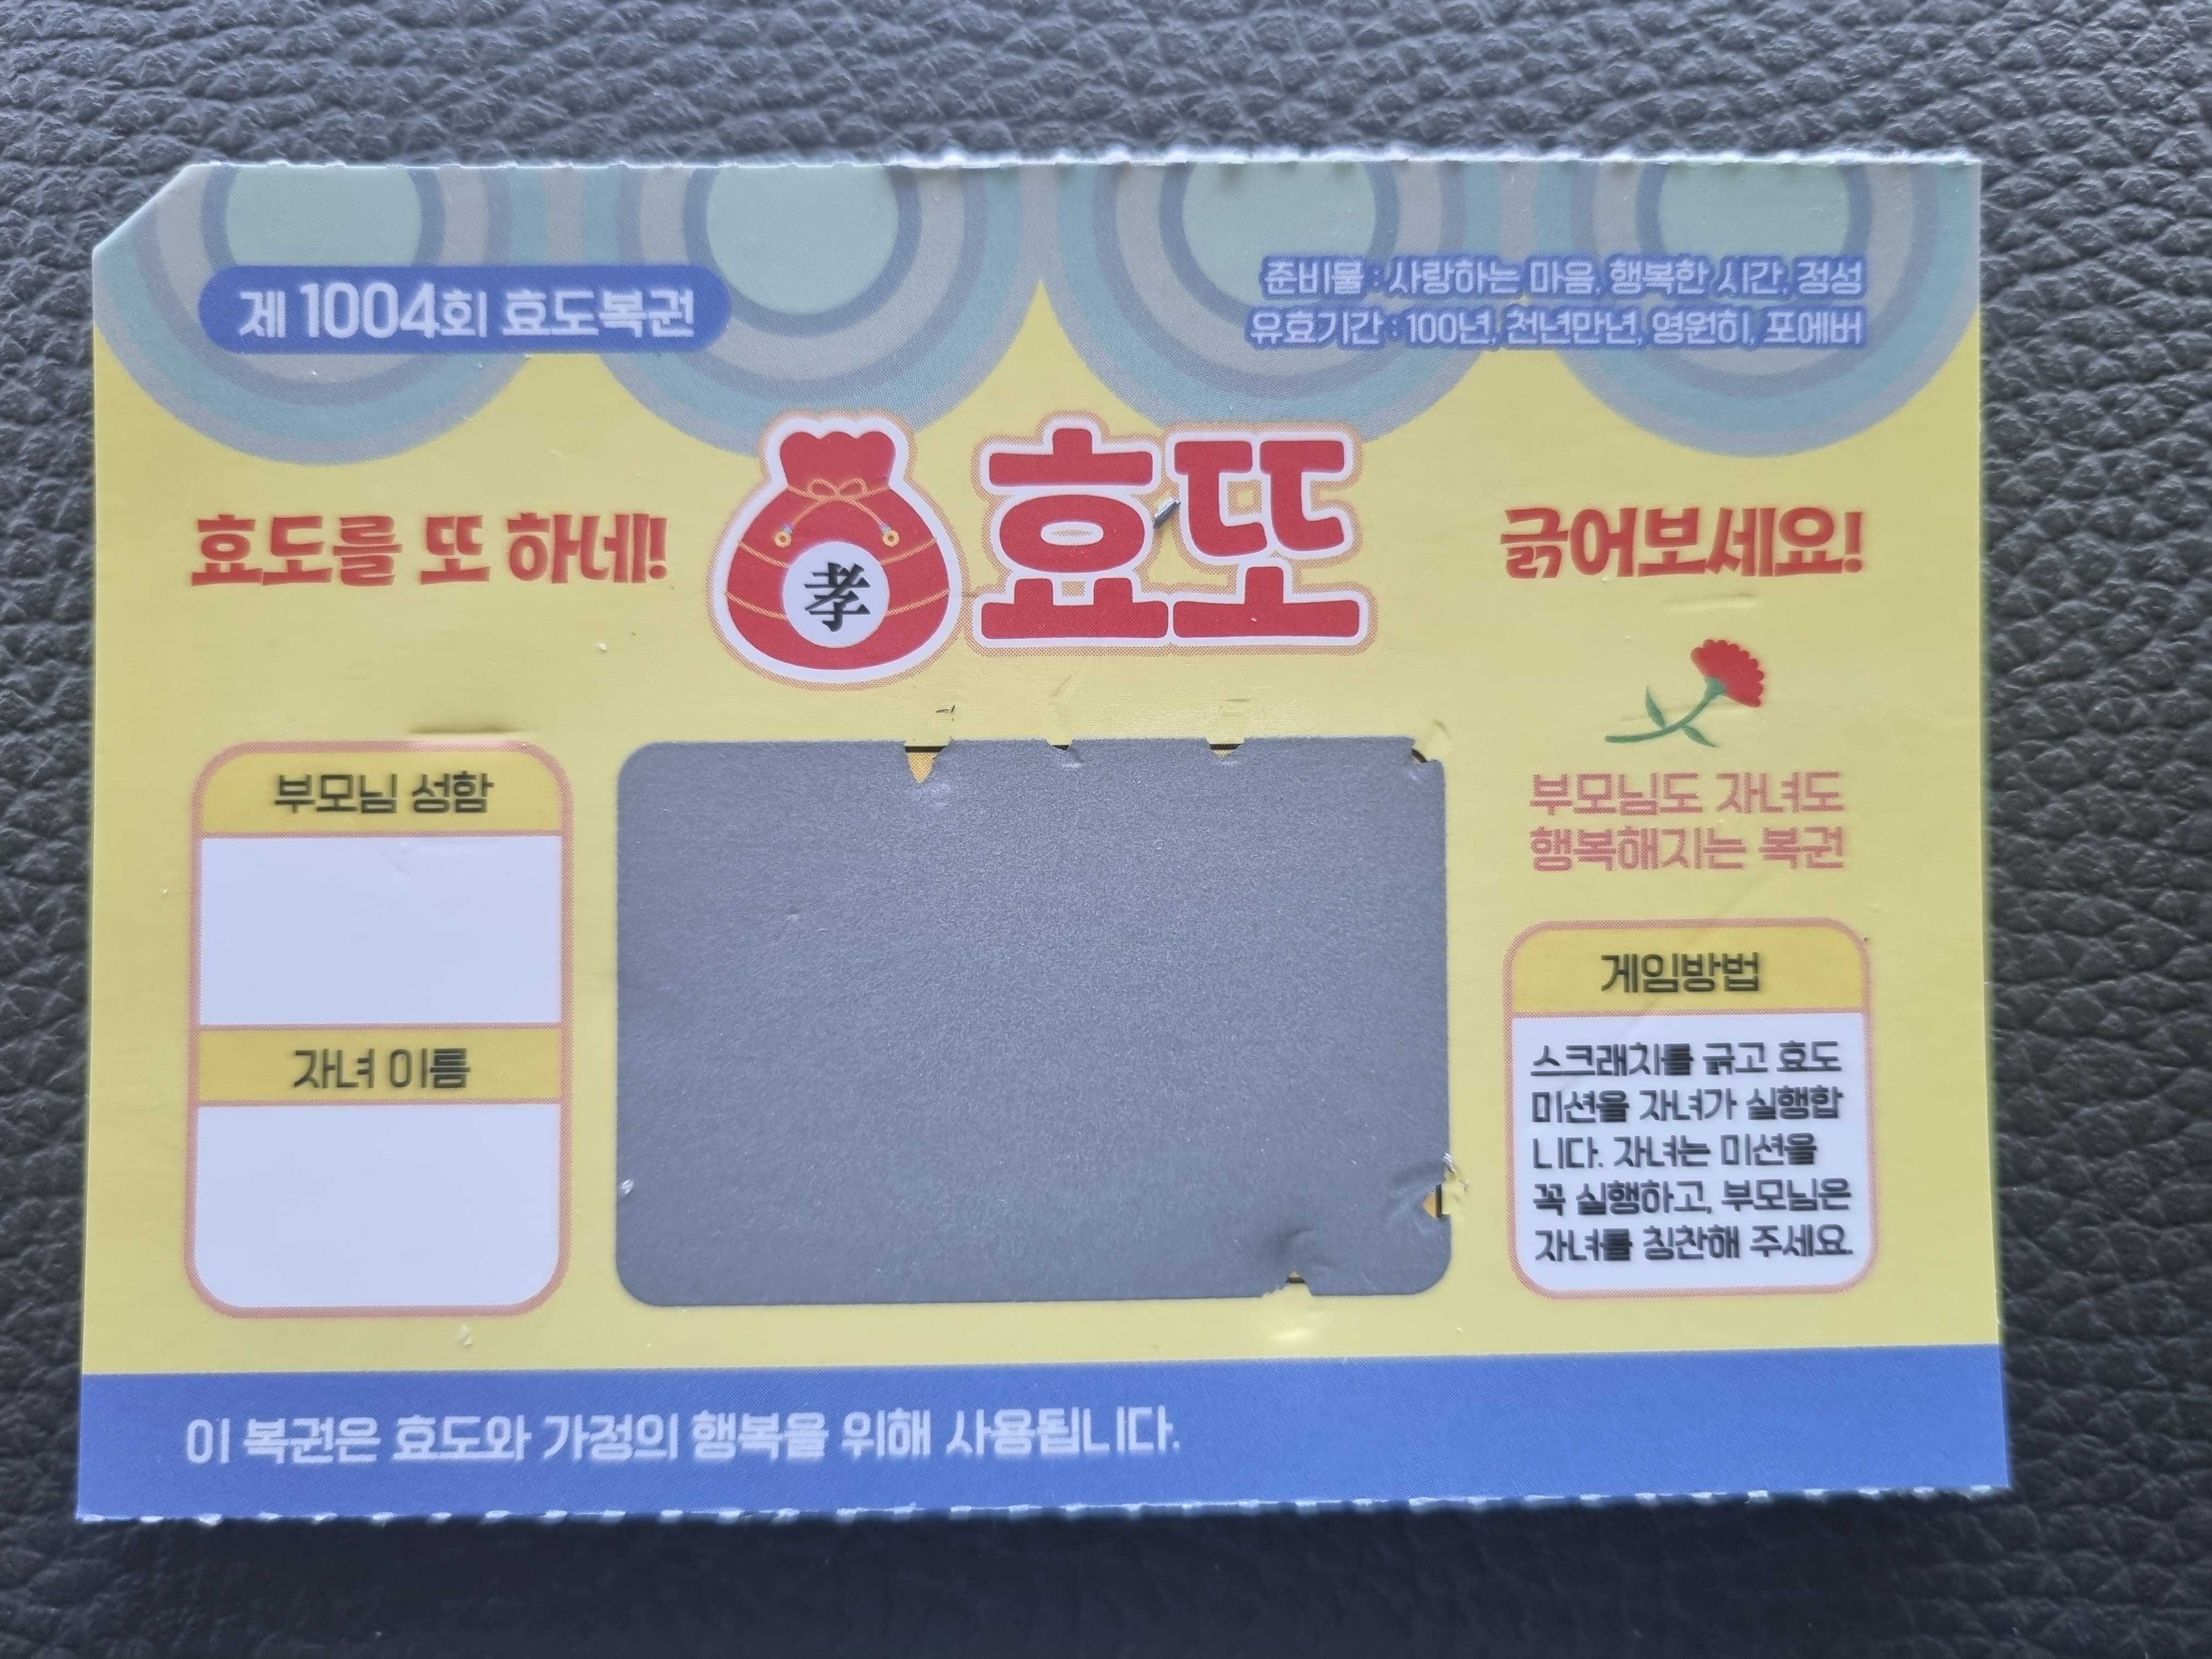 제 1004회 효도복권
준비물 : 사랑하는 마음, 행복한 시간, 정성
유효기간 : 100년, 천년만년, 영원히, 포에버
효도를 또 하네!
孝
효또
긁어보세요!
부모님도 자녀도
행복해지는 복권
부모님 성함
자녀 이름
게임방법
스크래치를 긁고 효도
미션을 자녀가 실행합
니다. 자녀는 미션을
꼭 실행하고, 부모님은
자녀를 칭찬해 주세요.
이 복권은 효도와 가정의 행복을 위해 사용됩니다.